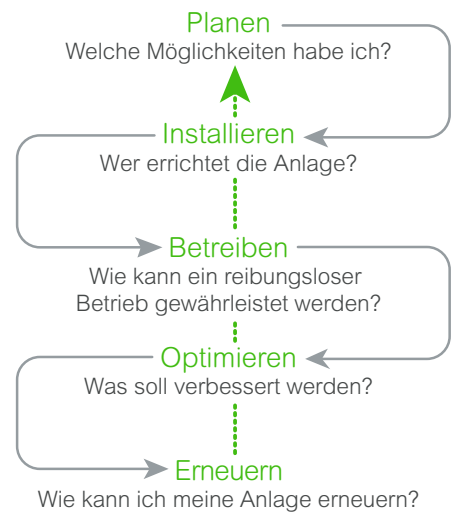 Planen
Welche Möglichkeiten habe ich?
Installieren
Wer errichtet die Anlage?
Betreiben
Wie kann ein reibungsloser
Betrieb gewährleistet werden?
Optimieren
Was soll verbessert werden?
Erneuern
Wie kann ich meine Anlage erneuern?